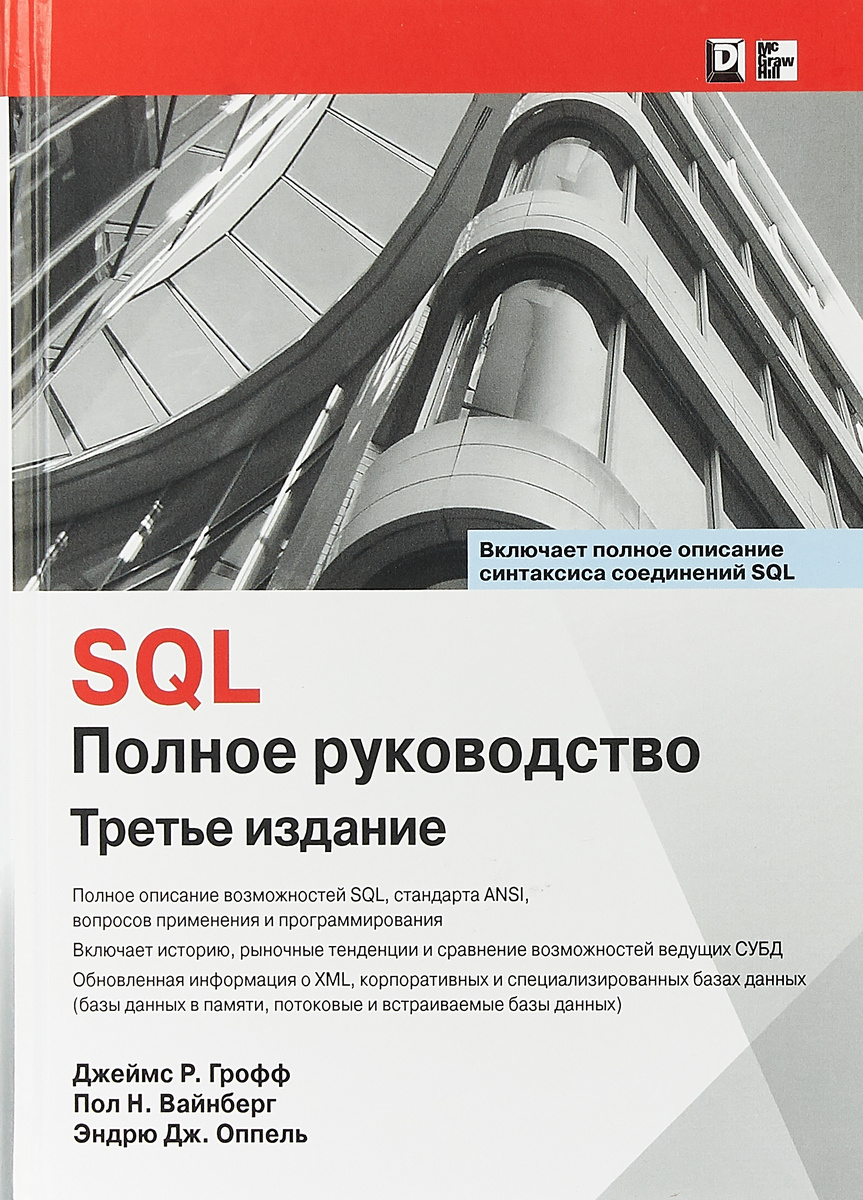 D
Mc
Graw
Hill
Включает полное описание
синтаксиса соединений SQL
SQL
Полное руководство
Третье издание
Полное описание возможностей SQL, стандарта ANSI,
вопросов применения и программирования
Включает историю, рыночные тенденции и сравнение возможностей ведущих СУБД
Обновленная информация о XML, корпоративных и специализированных базах данных
(базы данных в памяти, потоковые и встраиваемые базы данных)
Джеймс Р. Грофф
Пол Н. Вайнберг
Эндрю Дж. Оппель